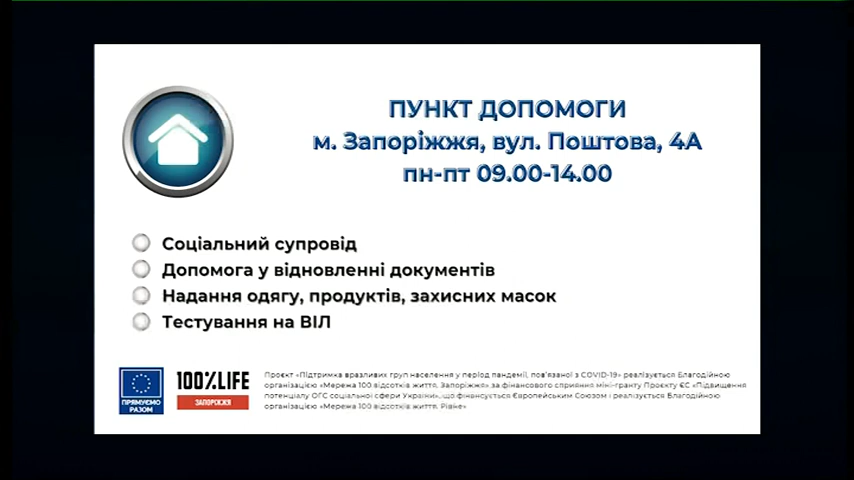 ПУНКТ ДОПОМОГИ
м. Запоріжжя, вул. Поштова, 4А
пн-пт 09.00-14.00
Соціальний супровід
Допомога у відновленні документів
Надання одягу, продуктів, захисних масок
Тестування на ВІЛ
ПРЯМУЄМО
РАЗОМ
100%LIFE
ЗАПОРІЖЖЯ
Проєкт «Підтримка вразливих груп населення у період пандемії, пов'язаної з COVID-19» реалізується Благодійною
організацією «Мережа 100 відсотків життя. Запоріжжя» за фінансового сприяння міні-гранту Проєкту ЄС «Підвищення
потенціалу ОГС соціальної сфери України», що фінансується Європейським Союзом і реалізується Благодійною
організацією «Мережа 100 відсотків життя. Рівне»